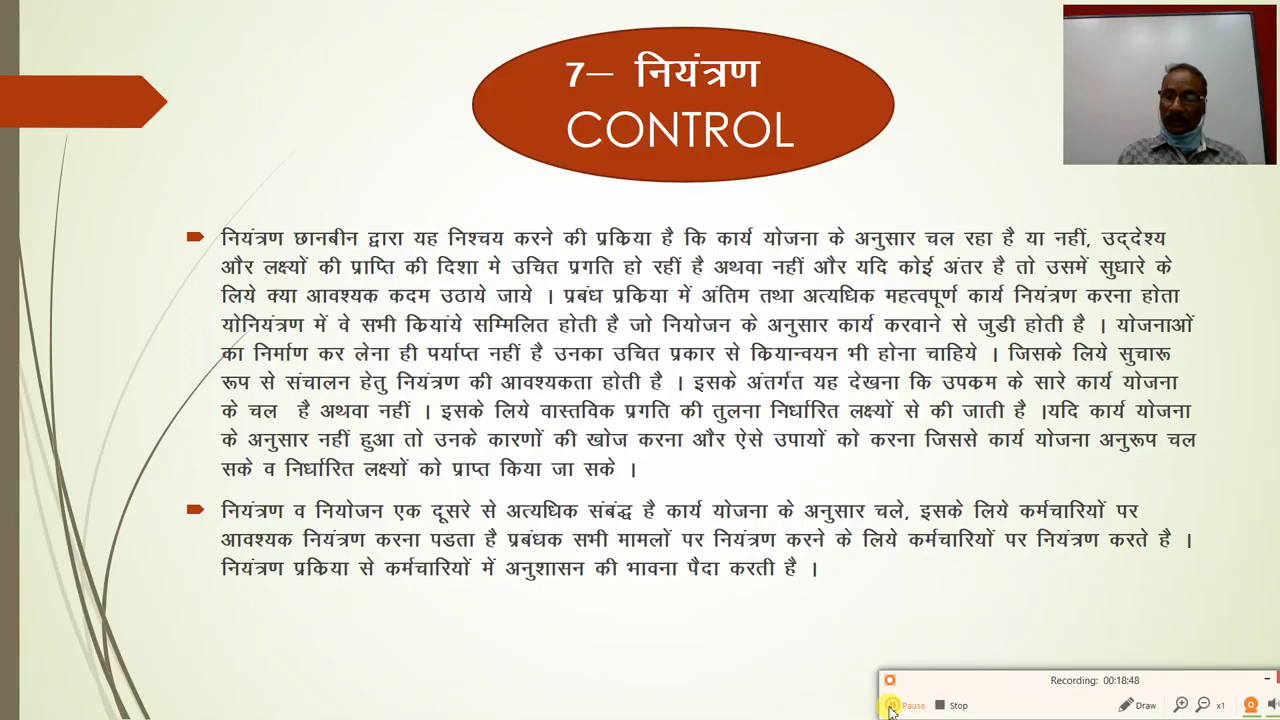 7– नियंत्रण
CONTROL
नियंत्रण छानबीन द्वारा यह निश्चय करने की प्रकिया है कि कार्य योजना के अनुसार चल रहा है या नहीं, उद्देश्य
और लक्ष्यों की प्राप्ति की दिशा मे उचित प्रगति हो रहीं है अथवा नहीं और यदि कोई अंतर है तो उसमें सुधारे के
लिये क्या आवश्यक कदम उठाये जाये । प्रबंध प्रकिया में अंतिम तथा अत्यधिक महत्वपूर्ण कार्य नियंत्रण करना होता
योनियंत्रण में वे सभी कियांये सम्मिलित होती है जो नियोजन के अनुसार कार्य करवाने से जुडी होती है । योजनाओं
का निर्माण कर लेना ही पर्याप्त नहीं है उनका उचित प्रकार से कियान्वयन भी होना चाहिये । जिसके लिये सुचारू
रूप से संचालन हेतु नियंत्रण की आवश्यकता होती है । इसके अंतर्गत यह देखना कि उपकम के सारे कार्य योजना
के चल है अथवा नहीं । इसके लिये वास्तविक प्रगति की तुलना निर्धारित लक्ष्यों से की जाती है ।यदि कार्य योजना
के अनुसार नहीं हुआ तो उनके कारणों की खोज करना और ऐसे उपायों को करना जिससे कार्य योजना अनुरूप चल
सके व निर्धारित लक्ष्यों को प्राप्त किया जा सके ।
नियंत्रण व नियोजन एक दूसरे से अत्यधिक संबंद्ध है कार्य योजना के अनुसार चले, इसके लिये कर्मचारियों पर
आवश्यक नियंत्रण करना पडता है प्रबंधक सभी मामलों पर नियंत्रण करने के लिये कर्मचारियों पर नियंत्रण करते है ।
नियंत्रण प्रकिया से कर्मचारियों में अनुशासन की भावना पैदा करती है ।
Recording: 00:18:48
Pause Stop Draw x1